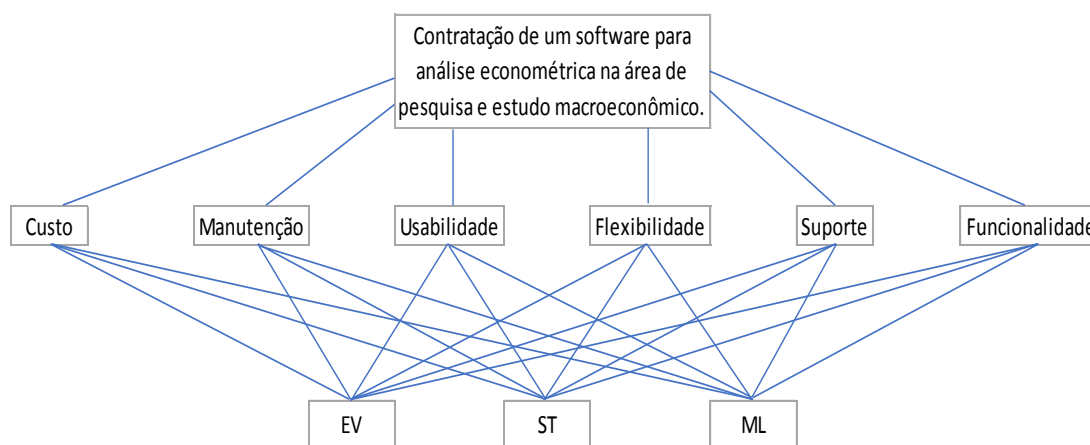 Contratação de um software para
análise econométrica na área de
pesquisa e estudo macroeconômico.
Custo
Manutenção
Usabilidade
Flexibilidade
Suporte
Funcionalidade
EV
ST
ML